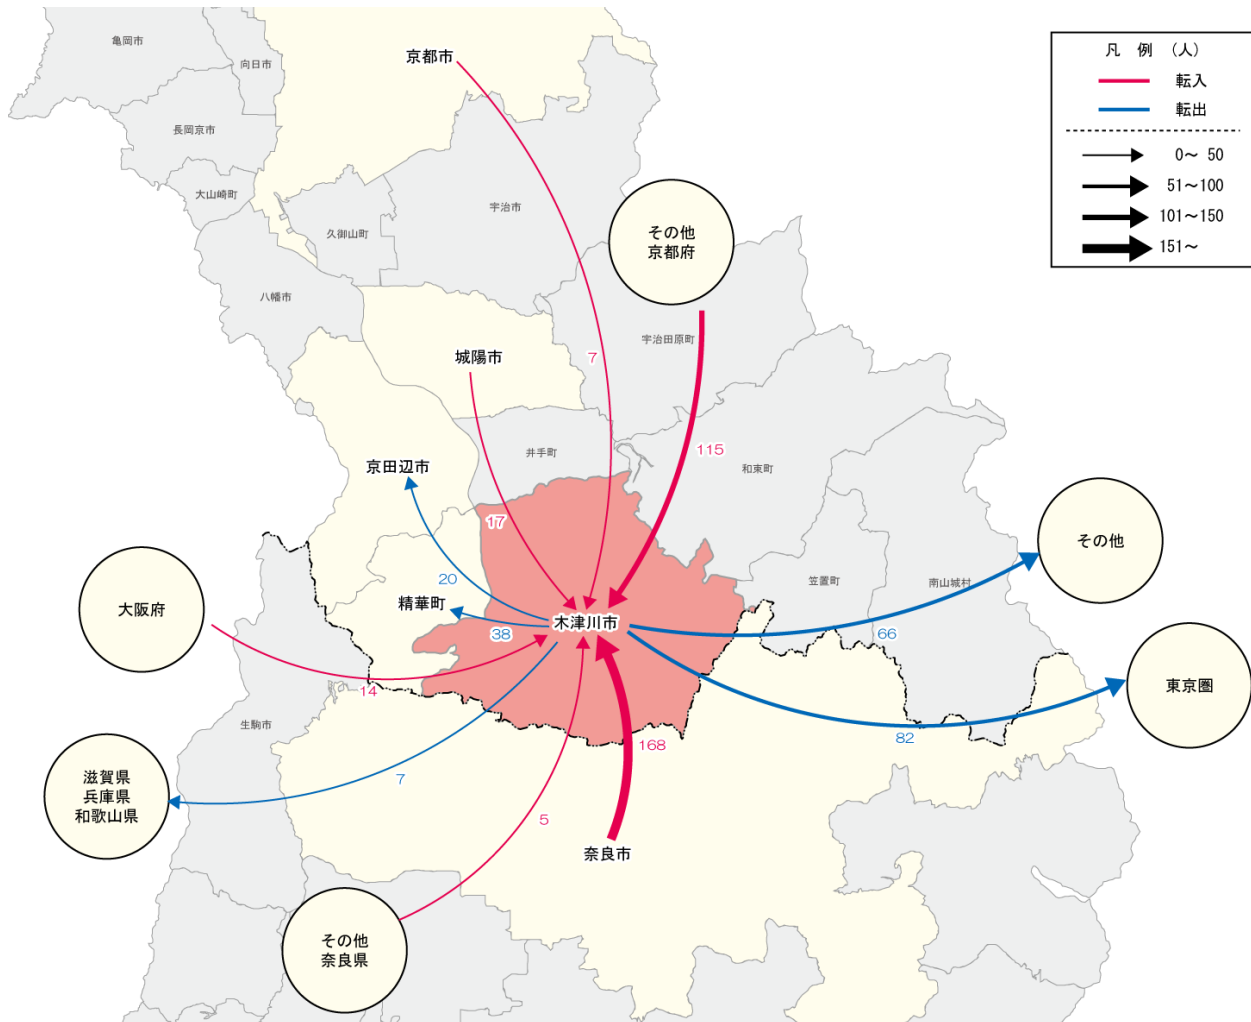 亀岡市
向日市
京都市
長岡京市
大山崎町
久御山町
宇治市
八幡市
その他
京都府
宇治田原町
城陽市
7
井手町
115
和束町
京田辺市
17
20
精華町
38
木津川市
笠置町
南山城村
その他
66
大阪府
14
生駒市
東京圏
82
168
7
滋賀県
兵庫県
和歌山県
5
奈良市
その他
奈良県
凡 例 (人)
転入
転出
0~ 50
51~100
101~150
151~